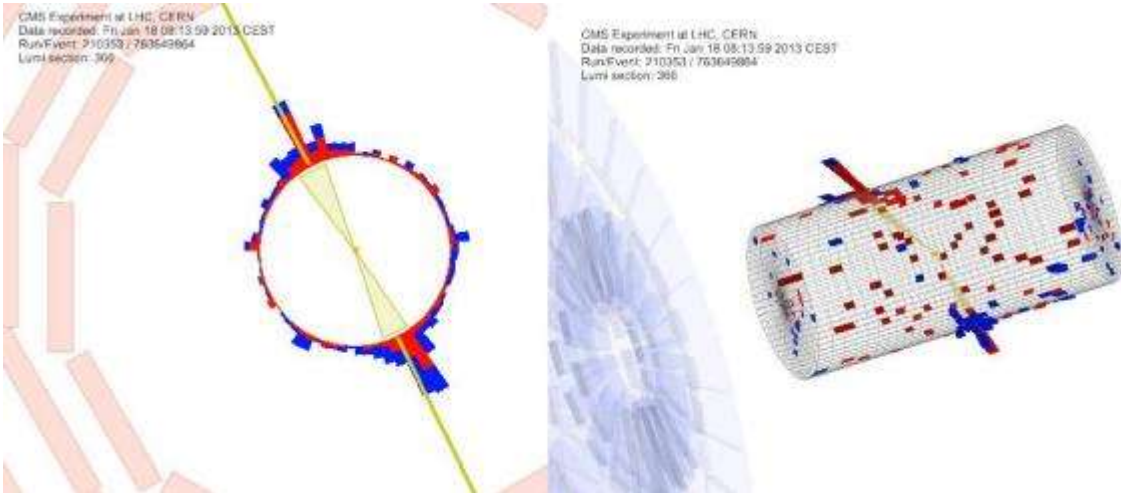 CMS Experiment at LHC, CERN
Data recorded: Fri Jan 18 08:13:59 2013 CEST
Run/Event: 210353 / 763649864
Lumi section: 366
CMS Experiment at LHC, CERN
Data recorded: Fri Jan 18 08:13:59 2013 CEST
Run/Event: 210353 / 763649864
Lumi section: 366